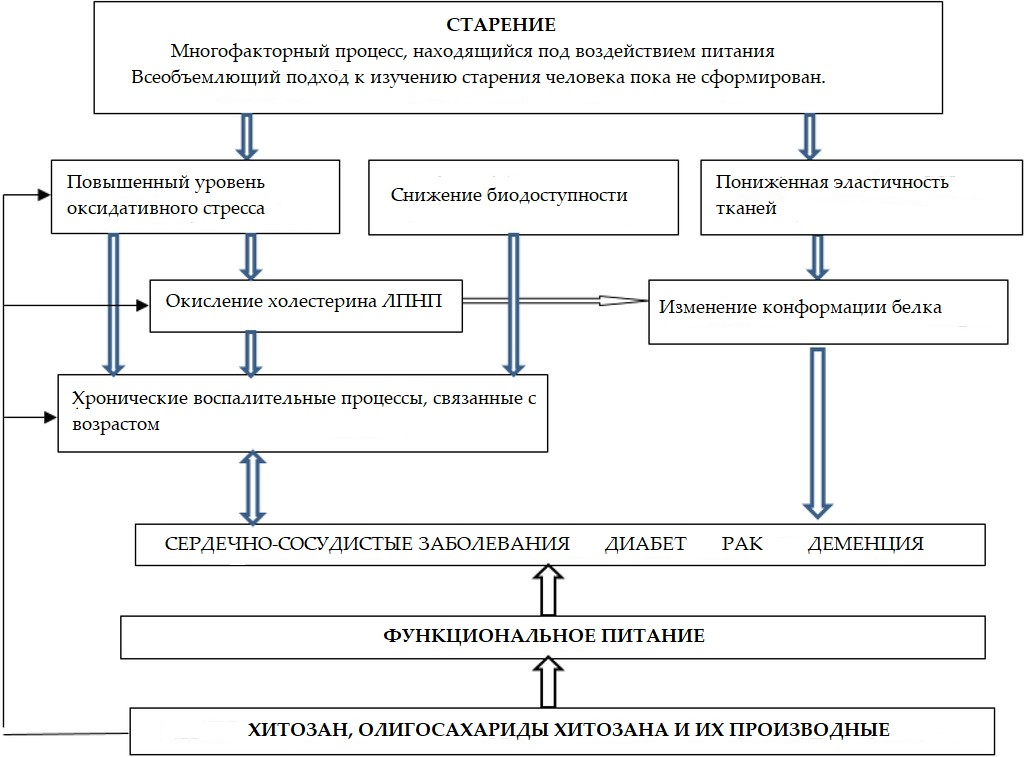 СТАРЕНИЕ
Многофакторный процесс, находящийся под воздействием питания
Всеобъемлющий подход к изучению старения человека пока не сформирован.
Повышенный уровень
оксидативного стресса
Снижение биодоступности
Пониженная эластичность
тканей
Окисление холестерина ЛПНП
Изменение конформации белка
Хронические воспалительные процессы, связанные с
возрастом
СЕРДЕЧНО-СОСУДИСТЫЕ ЗАБОЛЕВАНИЯ ДИАБЕТ РАК ДЕМЕНЦИЯ
ФУНКЦИОНАЛЬНОЕ ПИТАНИЕ
ХИТОЗАН, ОЛИГОСАХАРИДЫ ХИТОЗАНА И ИХ ПРОИЗВОДНЫЕ